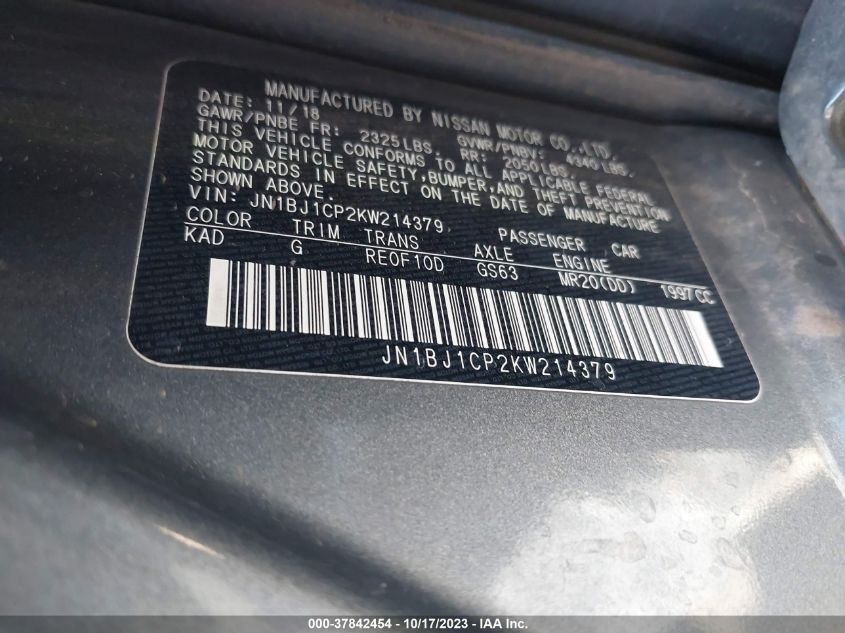 MANUFACTURED BY NISSAN MOTOR CO.,LTD.
DATE: 11/18 GVWR/PNBV: 4340 LBS.
GAWR/PNBE FR: 2325LBS. RR: 2050LBS.
THIS VEHICLE CONFORMS TO ALL APPLICABLE FEDERAL
MOTOR VEHICLE SAFETY,BUMPER,AND THEFT PREVENTION
STANDARDS IN EFFECT ON THE DATE OF MANUFACTURE
SHOWN ABOVE.
VIN: JN1BJ1CP2KW214379, PASSENGER CAR
COLOR TRIM TRANS AXLE ENGINE
KAD G RE0F10D GS63 MR20(DD) 1997CC
JN1BJ1CP2KW214379
000-37842454 - 10/17/2023 - IAA Inc.